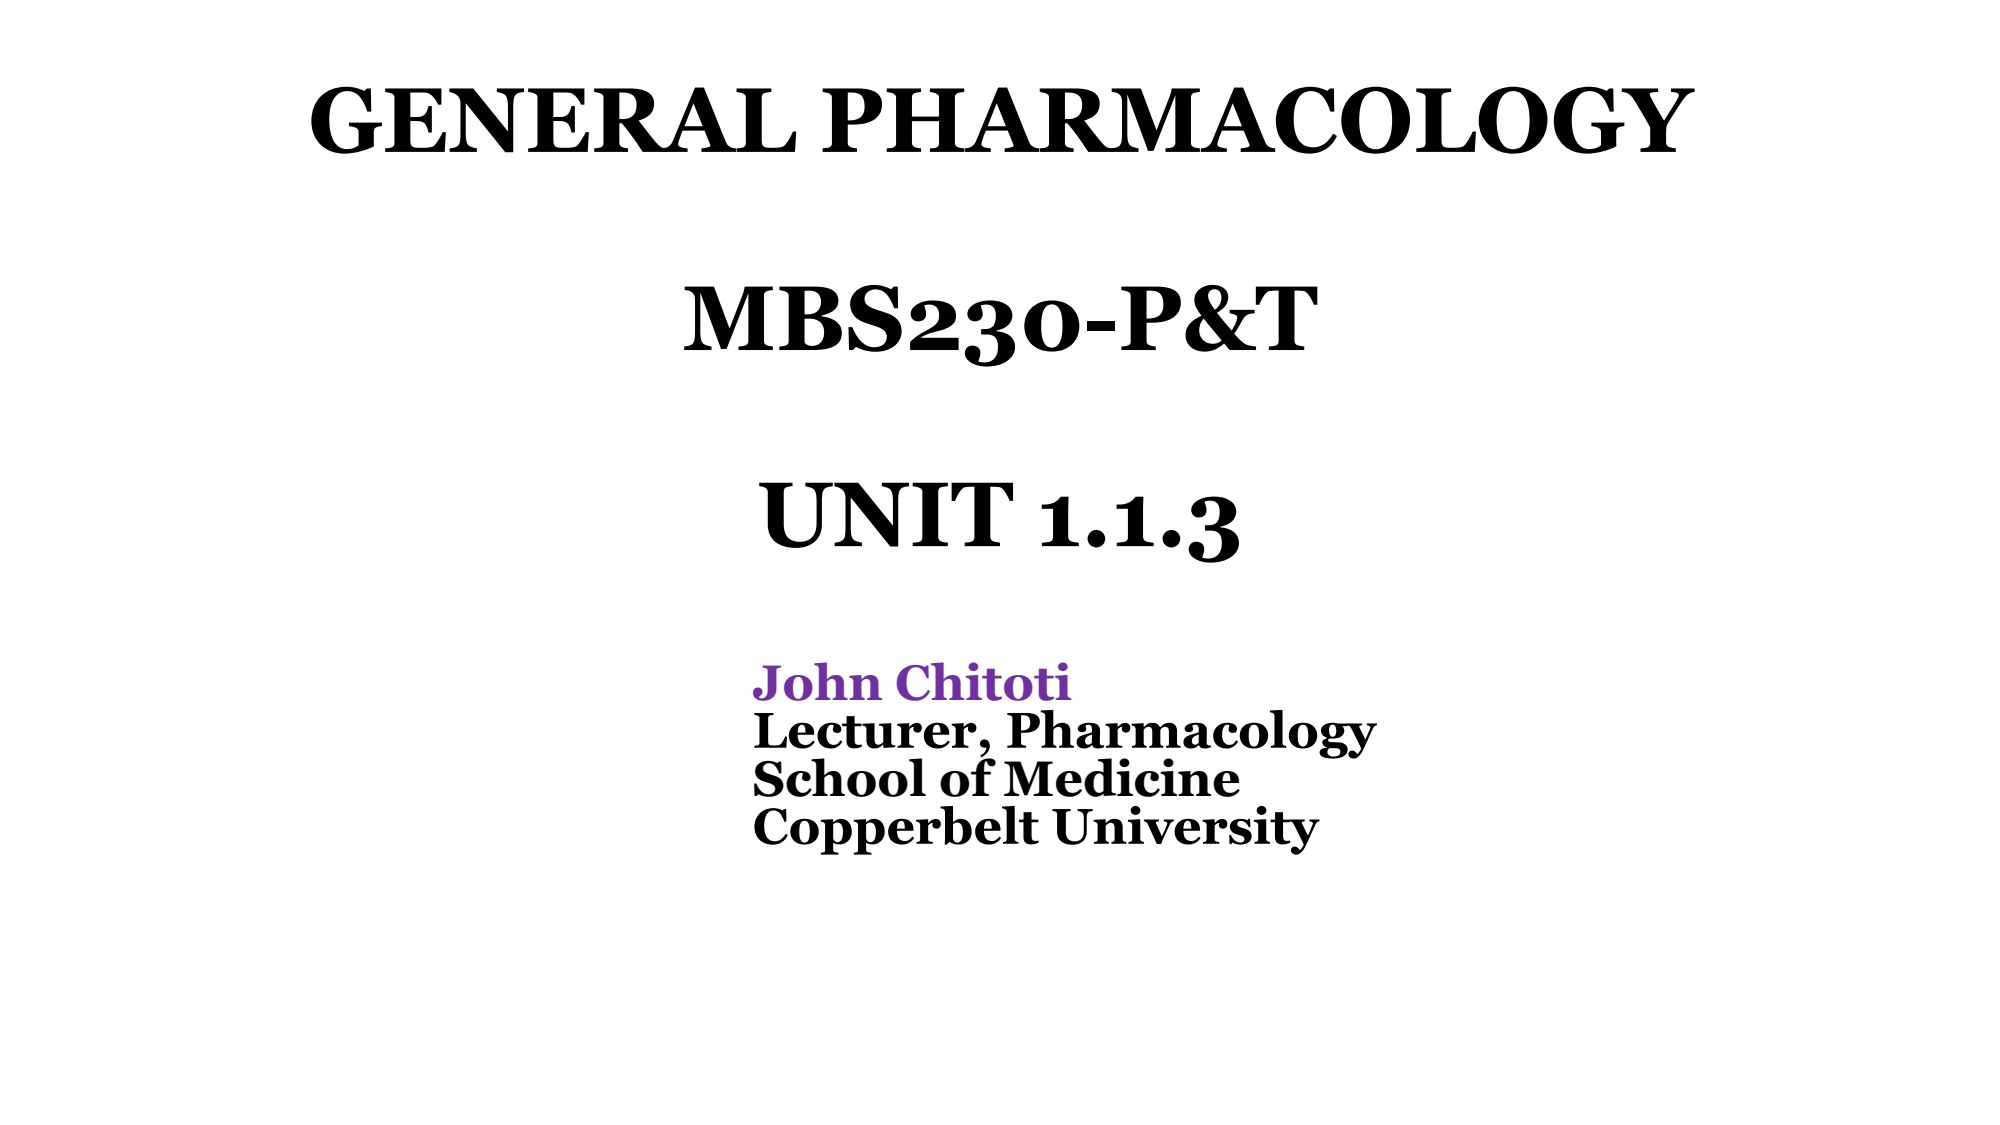 GENERAL PHARMACOLOGY
MBS230-P&T
UNIT 1.1.3
John Chitoti
Lecturer, Pharmacology
School of Medicine
Copperbelt University